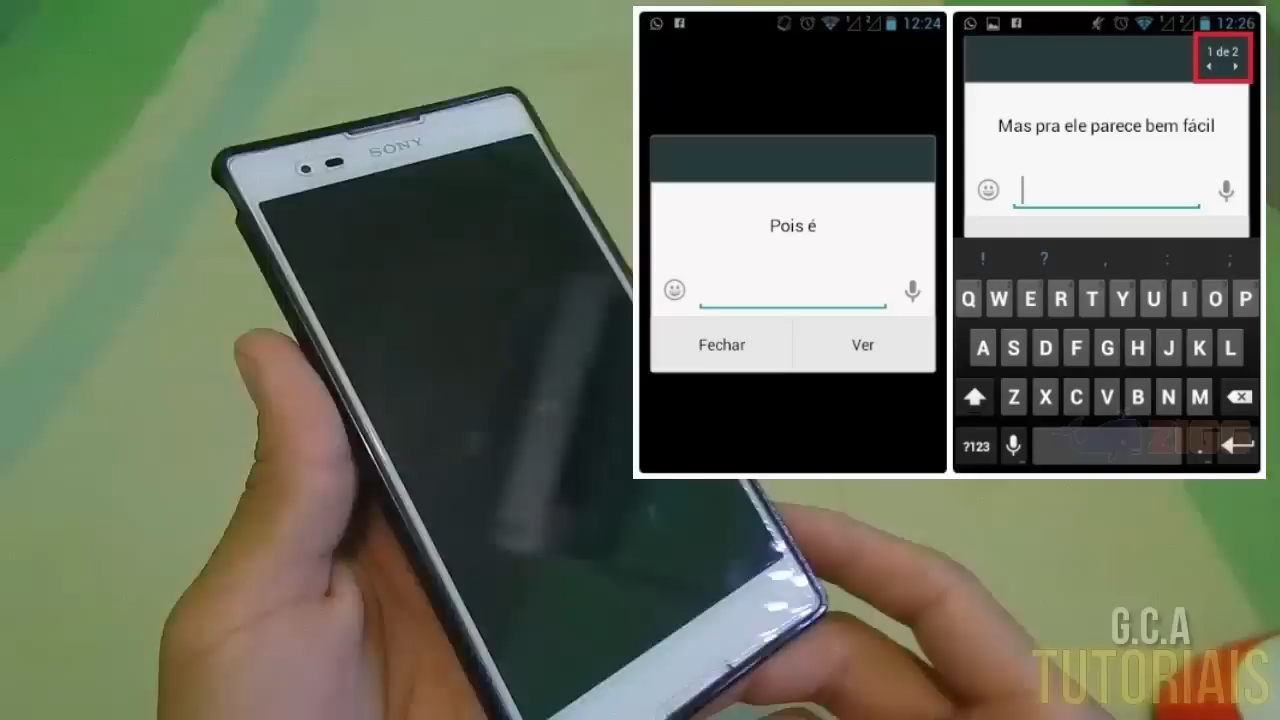 SONY
12:24
Pois é
Fechar
Ver
12:26
1 de 2
Mas pra ele parece bem fácil
! ? , : ;
Q W E R T Y U I O P
A S D F G H J K L
Z X C V B N M
?123 .
G.C.A
TUTORIAIS